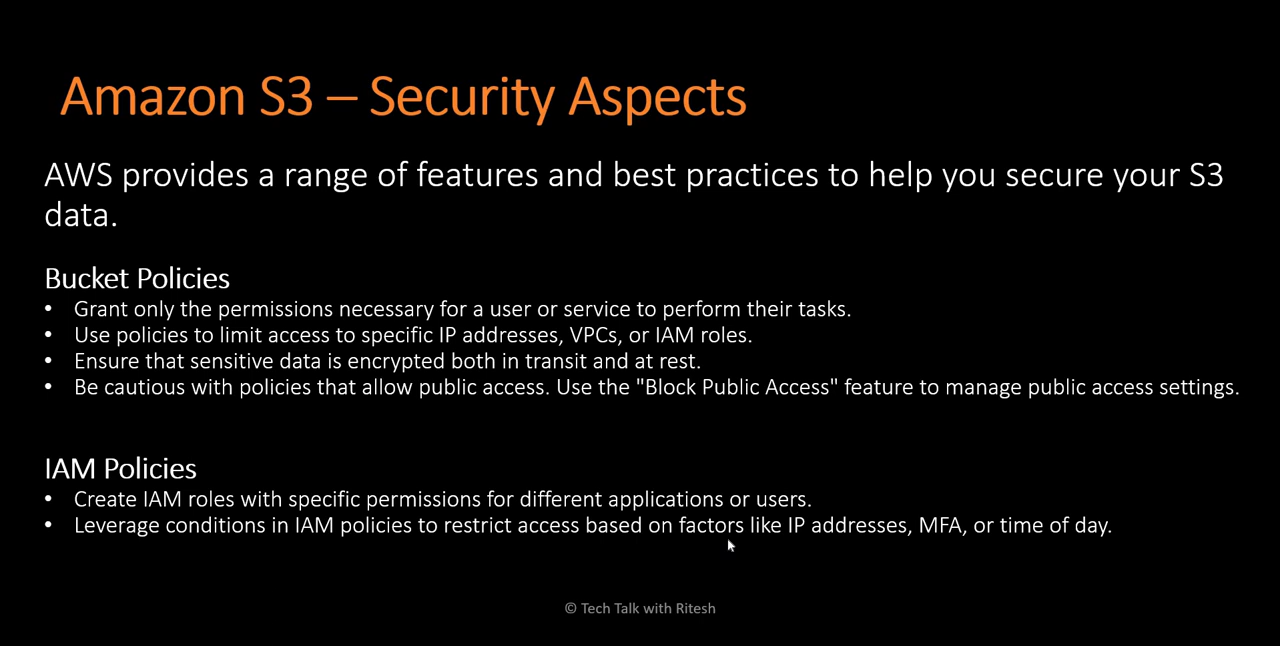 Amazon S3 – Security Aspects
AWS provides a range of features and best practices to help you secure your S3
data.
Bucket Policies
• Grant only the permissions necessary for a user or service to perform their tasks.
• Use policies to limit access to specific IP addresses, VPCs, or IAM roles.
• Ensure that sensitive data is encrypted both in transit and at rest.
• Be cautious with policies that allow public access. Use the "Block Public Access" feature to manage public access settings.
IAM Policies
• Create IAM roles with specific permissions for different applications or users.
• Leverage conditions in IAM policies to restrict access based on factors like IP addresses, MFA, or time of day.
© Tech Talk with Ritesh